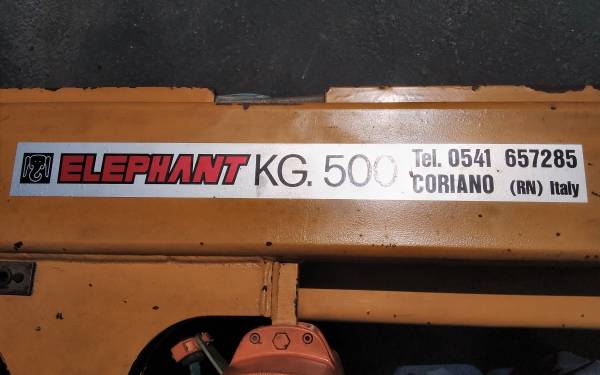 ELEPHANT KG. 500 Tel. 0541 657285
CORIANO (RN) Italy